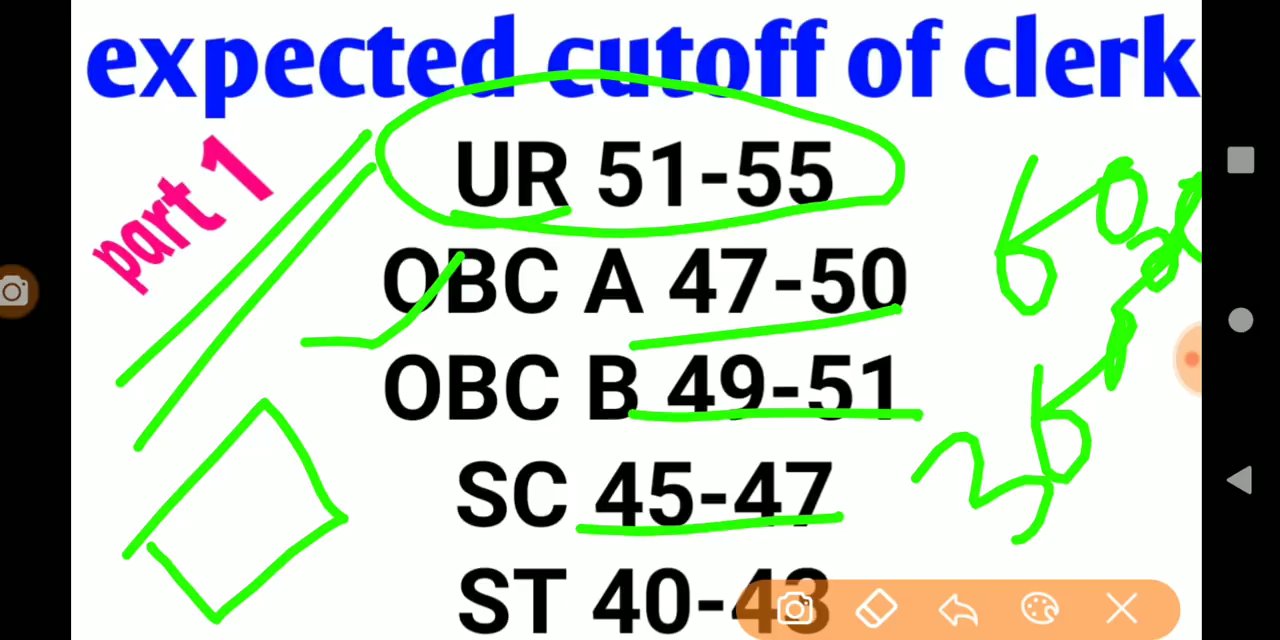 expected cutoff of clerk
part 1
UR 51-55
OBC A 47-50
OBC B 49-51
SC 45-47
ST 40-43